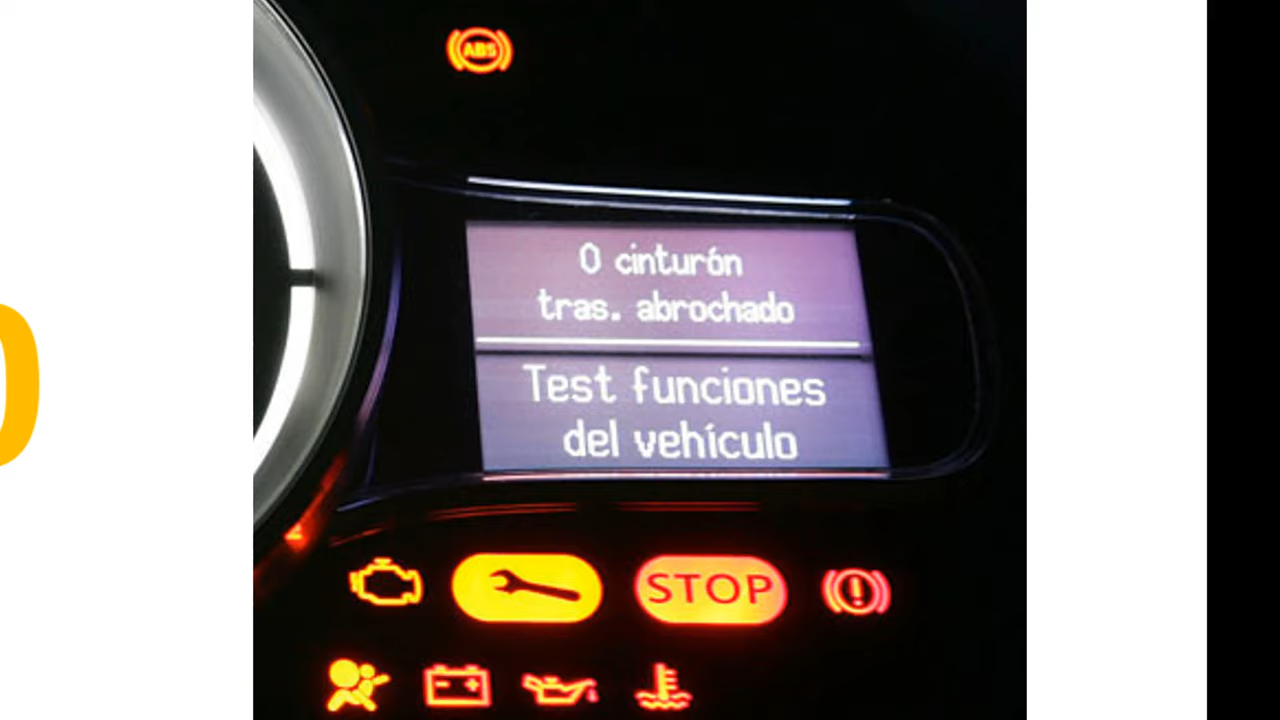 ABS
0 cinturón
tras. abrochado
Test funciones
del vehículo
STOP